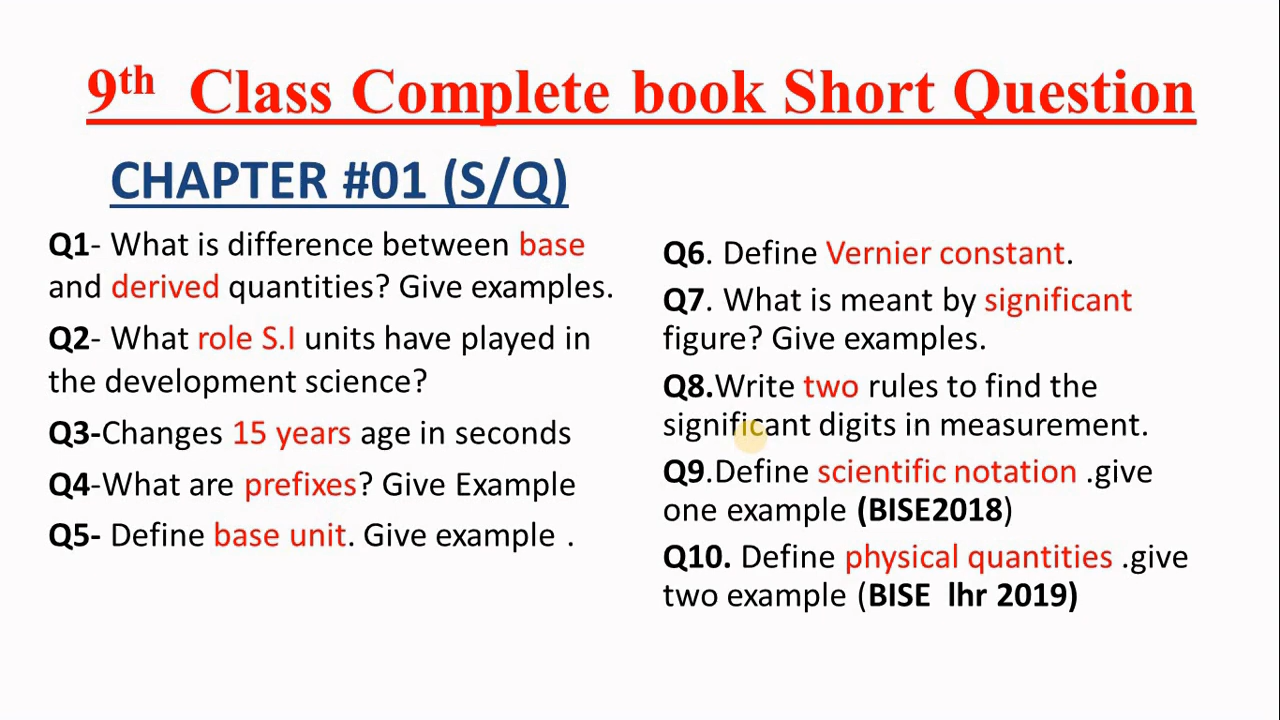 9th Class Complete book Short Question
CHAPTER #01 (S/Q)
Q1- What is difference between base
and derived quantities? Give examples.
Q2- What role S.I units have played in
the development science?
Q3-Changes 15 years age in seconds
Q4-What are prefixes? Give Example
Q5- Define base unit. Give example .
Q6. Define Vernier constant.
Q7. What is meant by significant
figure? Give examples.
Q8.Write two rules to find the
significant digits in measurement.
Q9.Define scientific notation .give
one example (BISE2018)
Q10. Define physical quantities .give
two example (BISE lhr 2019)